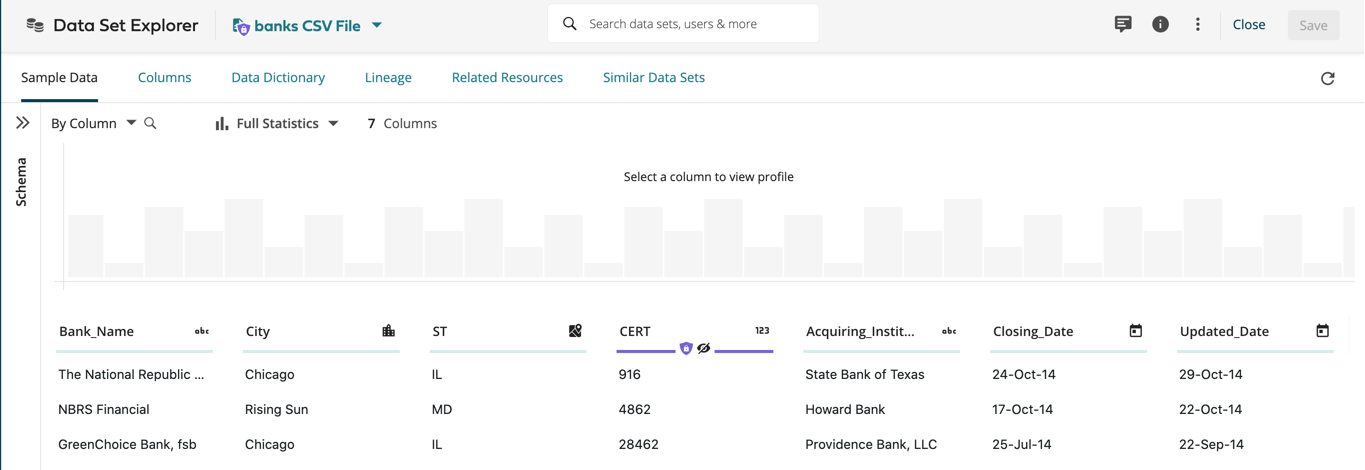 Data Set Explorer banks CSV File Search data sets, users & more Close Save
Sample Data Columns Data Dictionary Lineage Related Resources Similar Data Sets
By Column Full Statistics 7 Columns
Schema
Select a column to view profile
Bank_Name abc City ST CERT 123 Acquiring_Instit... abc Closing_Date Updated_Date
The National Republic ... Chicago IL 916 State Bank of Texas 24-Oct-14 29-Oct-14
NBRS Financial Rising Sun MD 4862 Howard Bank 17-Oct-14 22-Oct-14
GreenChoice Bank, fsb Chicago IL 28462 Providence Bank, LLC 25-Jul-14 22-Sep-14